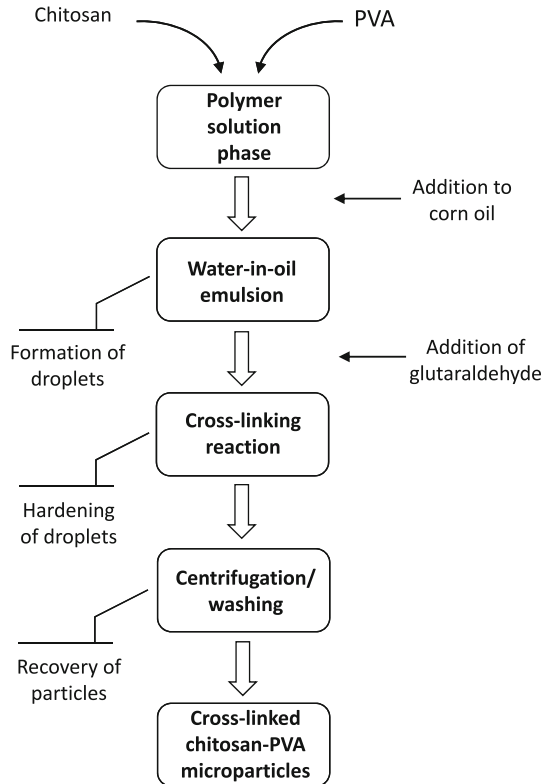 Chitosan
PVA
Polymer
solution
phase
Addition to
corn oil
Water-in-oil
emulsion
Formation of
droplets
Addition of
glutaraldehyde
Cross-linking
reaction
Hardening
of droplets
Centrifugation/
washing
Recovery of
particles
Cross-linked
chitosan-PVA
microparticles